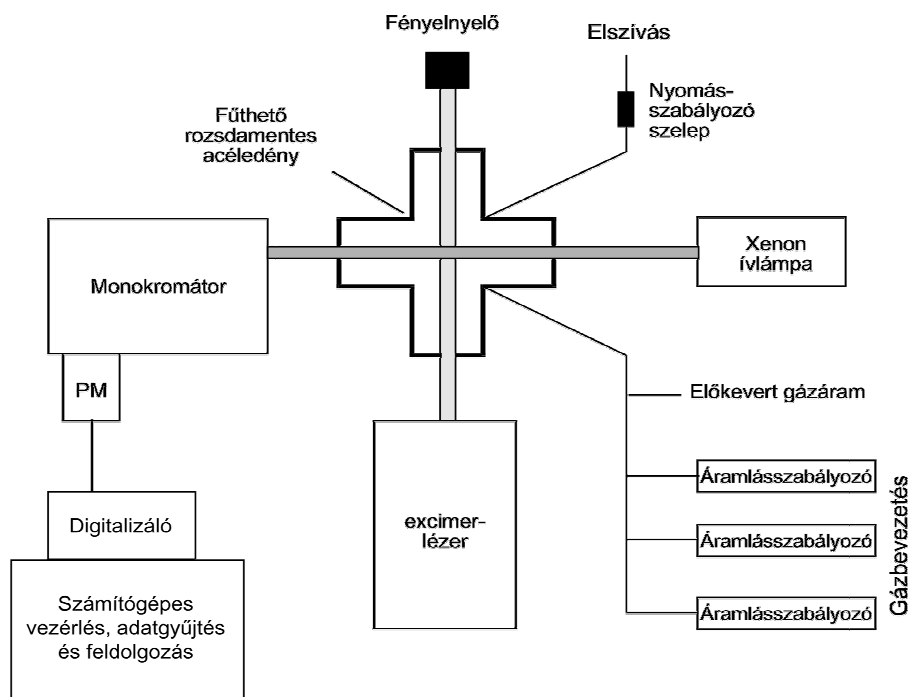 Fényelnyelő
Elszívás
Nyomás-
szabályozó
szelep
Fűthető
rozsdamentes
acéledény
Monokromátor
Xenon
ívlámpa
PM
Előkevert gázáram
Áramlásszabályozó
Áramlásszabályozó
Áramlásszabályozó
Gázbevezetés
excimer-
lézer
Digitalizáló
Számítógépes
vezérlés, adatgyűjtés
és feldolgozás